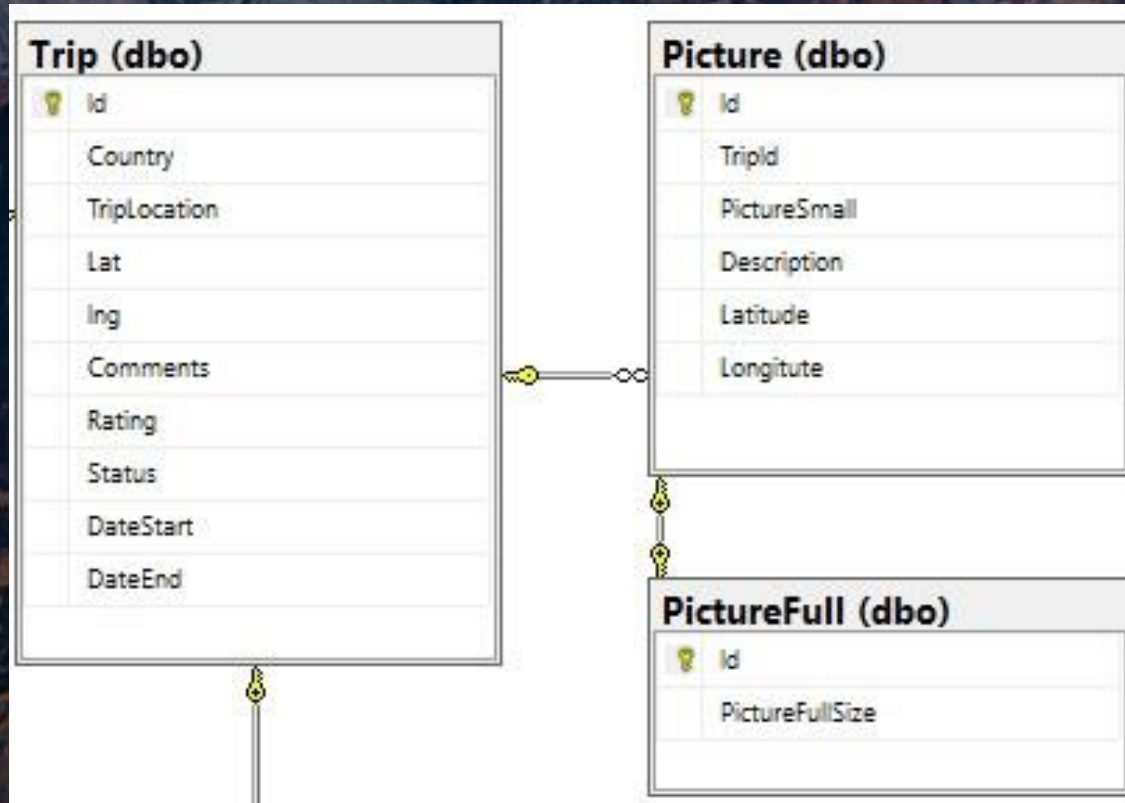 Trip (dbo)
Id
Country
TripLocation
Lat
lng
Comments
Rating
Status
DateStart
DateEnd
Picture (dbo)
Id
TripId
PictureSmall
Description
Latitude
Longitute
PictureFull (dbo)
Id
PictureFullSize